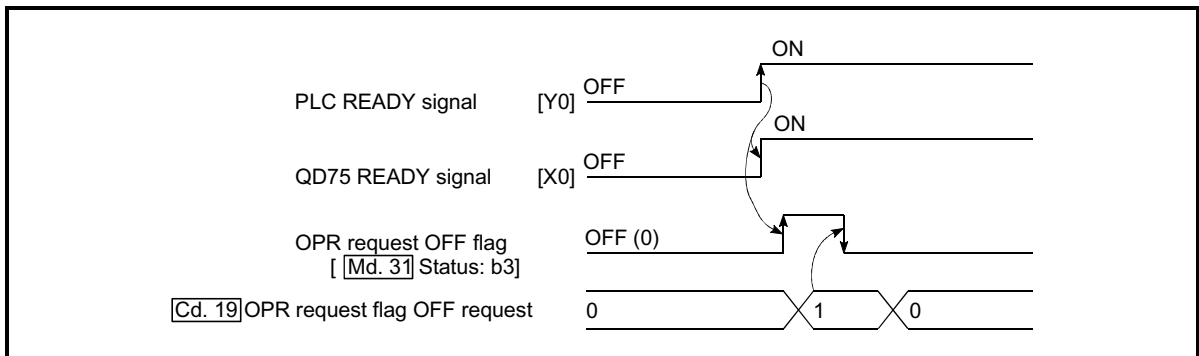 ON
OFF
PLC READY signal [Y0]
ON
OFF
QD75 READY signal [X0]
OPR request OFF flag
[ Md. 31 Status: b3]
OFF (0)
Cd. 19 OPR request flag OFF request 0 1 0